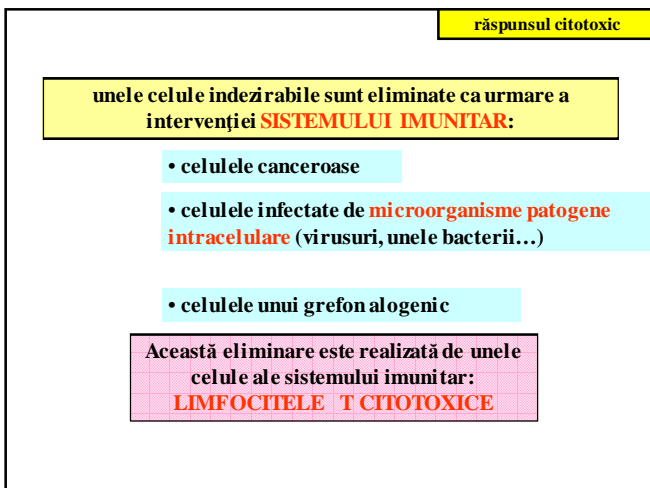 răspunsul citotoxic
unele celule indezirabile sunt eliminate ca urmare a
intervenţiei SISTEMULUI IMUNITAR:
• celulele canceroase
• celulele infectate de microorganisme patogene
intracelulare (virusuri, unele bacterii…)
• celulele unui grefon alogenic
Această eliminare este realizată de unele
celule ale sistemului imunitar:
LIMFOCITELE T CITOTOXICE